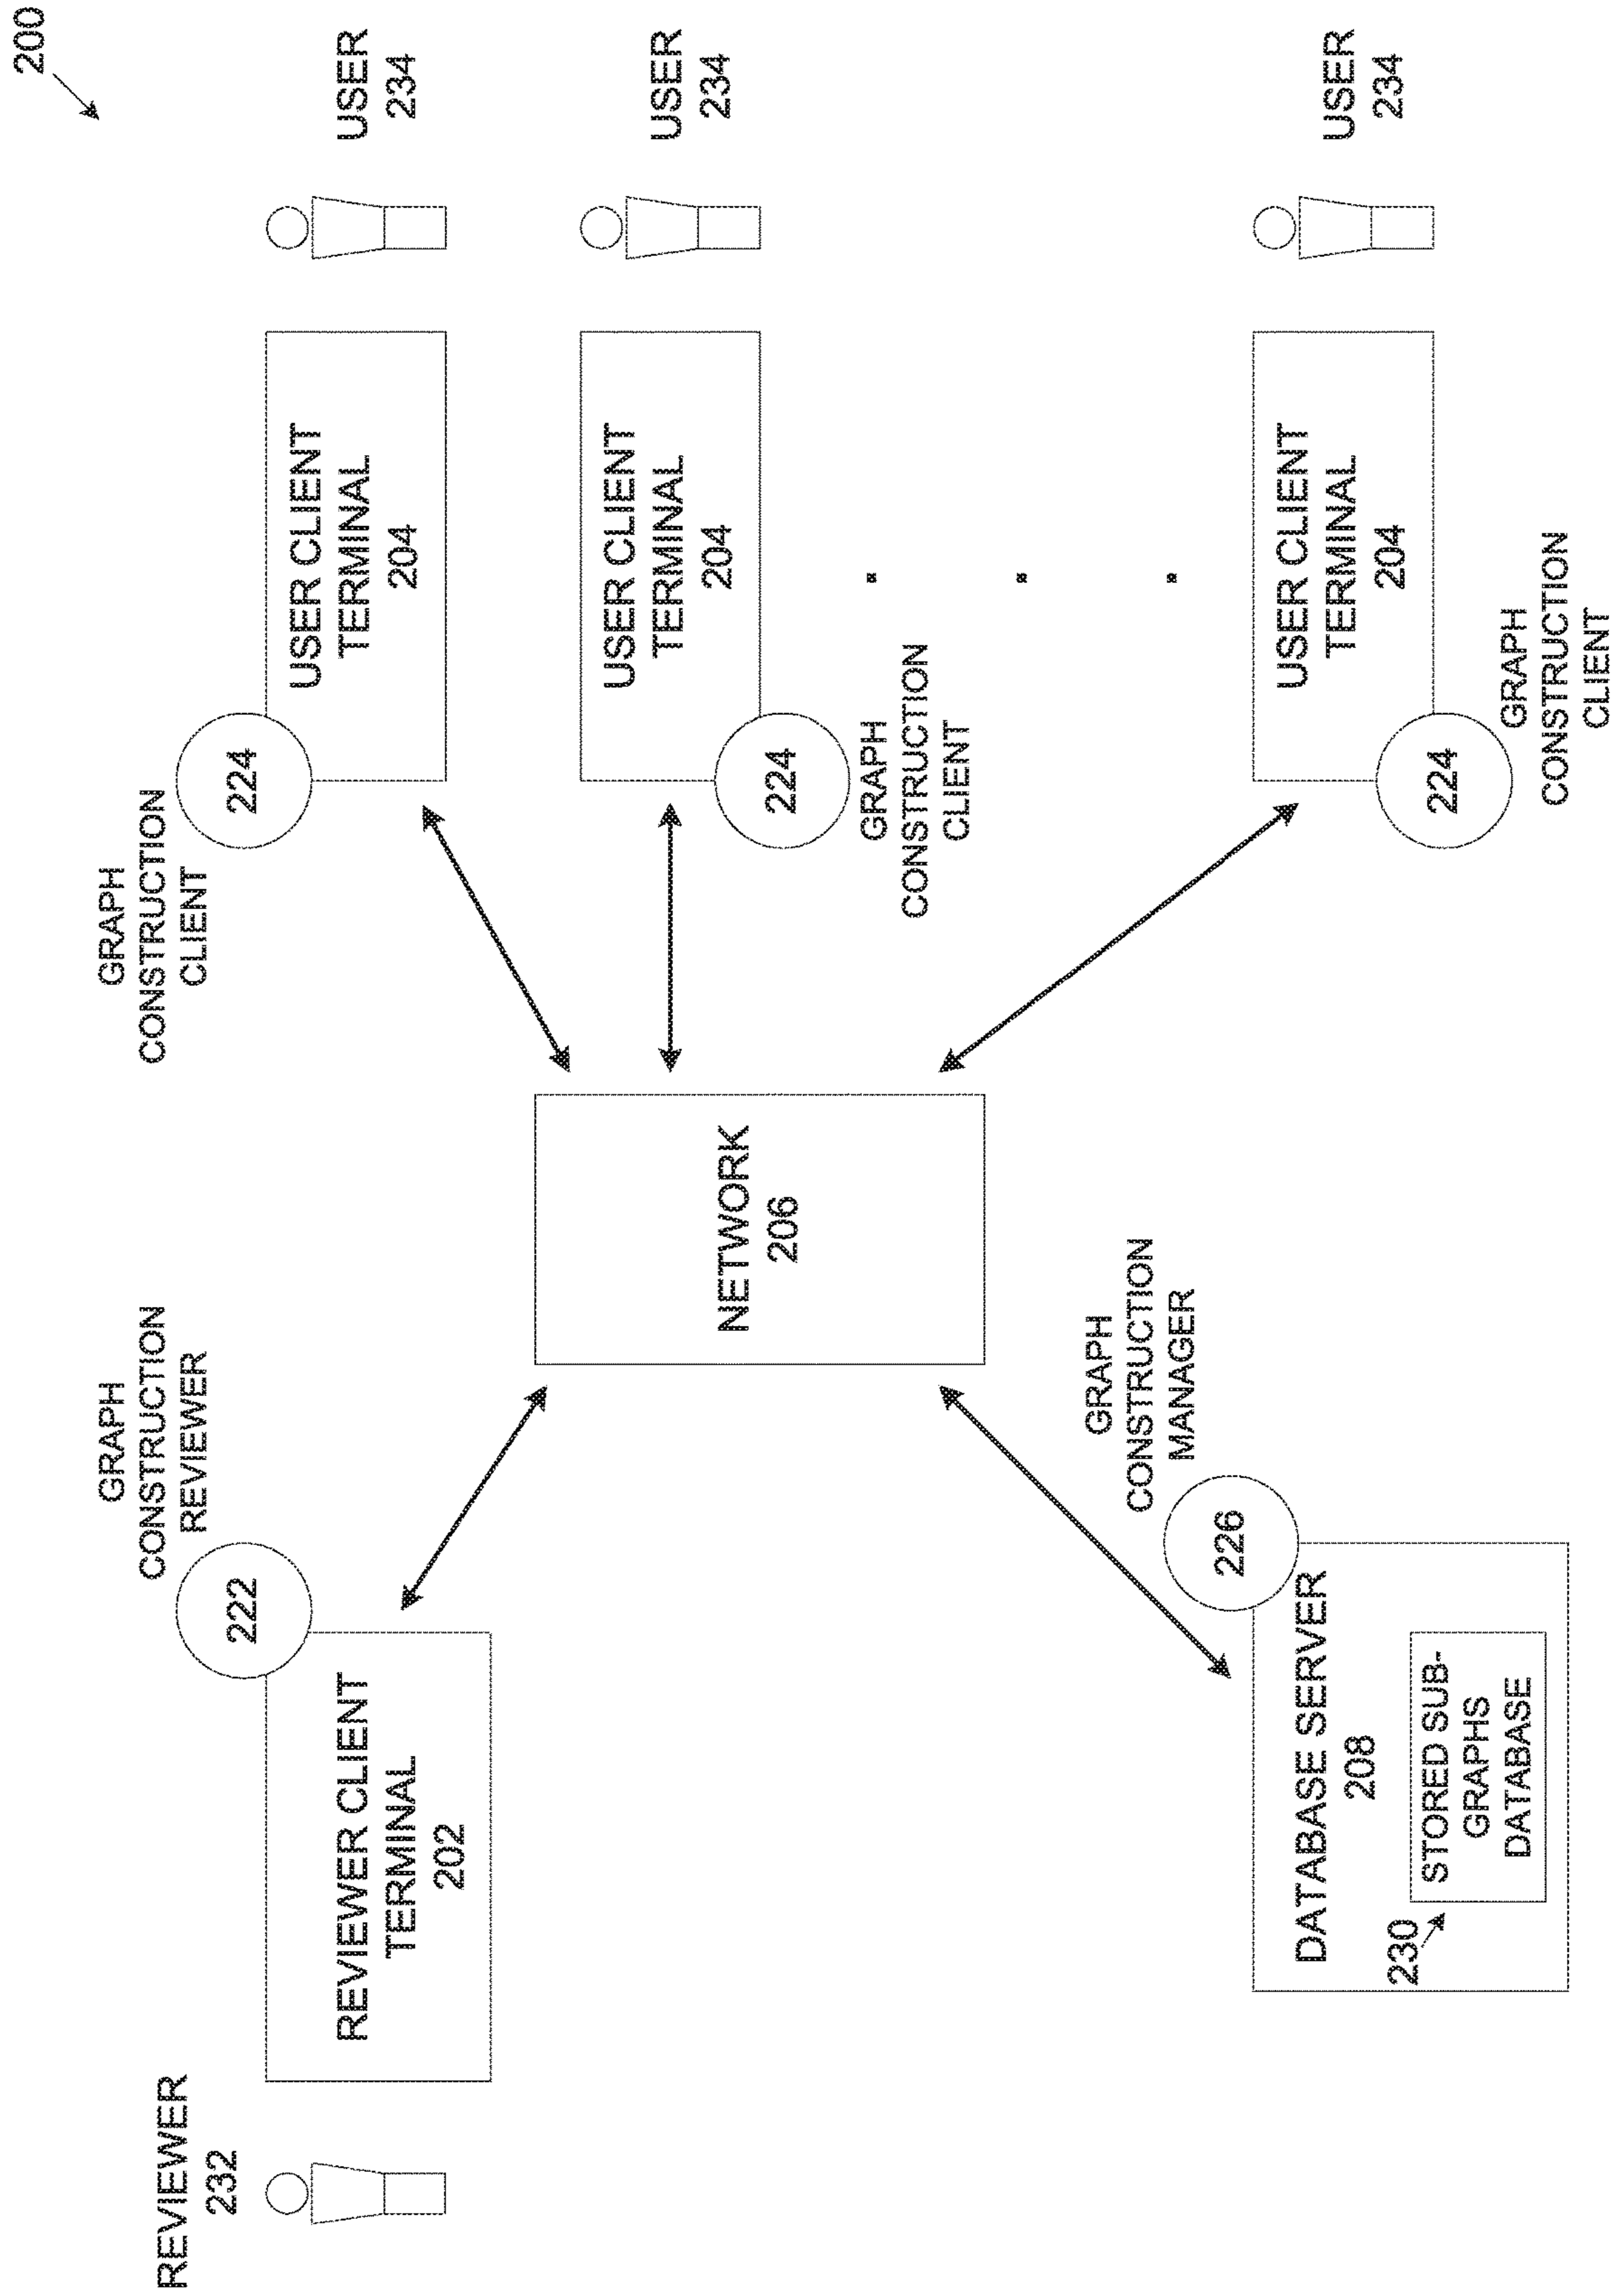 200
REVIEWER
232
REVIEWER CLIENT
TERMINAL
202
222
GRAPH
CONSTRUCTION
REVIEWER
NETWORK
206
GRAPH
CONSTRUCTION
CLIENT
224
USER CLIENT
TERMINAL
204
USER
234
USER CLIENT
TERMINAL
204
224
GRAPH
CONSTRUCTION
CLIENT
USER
234
USER CLIENT
TERMINAL
204
224
GRAPH
CONSTRUCTION
CLIENT
USER
234
GRAPH
CONSTRUCTION
MANAGER
226
DATABASE SERVER
208
230
STORED SUB-
GRAPHS
DATABASE